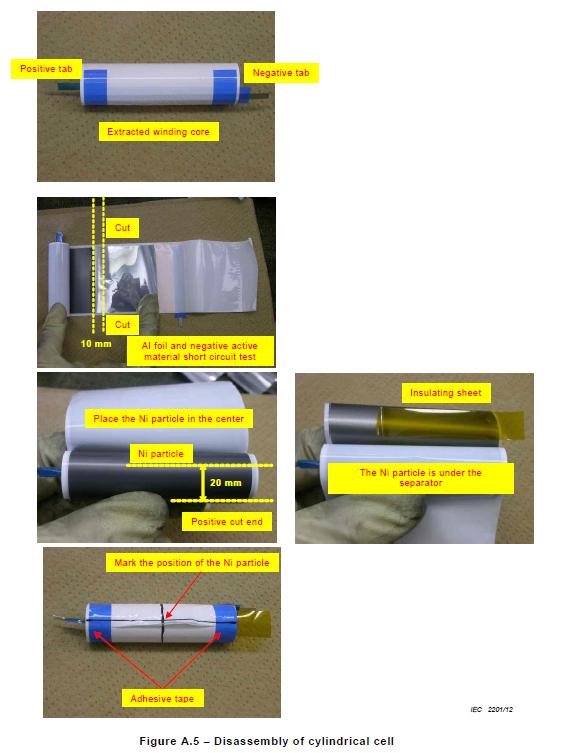 Positive tab
Negative tab
Extracted winding core
Cut
Cut
10 mm
Al foil and negative active
material short circuit test
Place the Ni particle in the center
Ni particle
20 mm
Positive cut end
Insulating sheet
The Ni particle is under the
separator
Mark the position of the Ni particle
Adhesive tape
IEC 2201/12
Figure A.5 – Disassembly of cylindrical cell